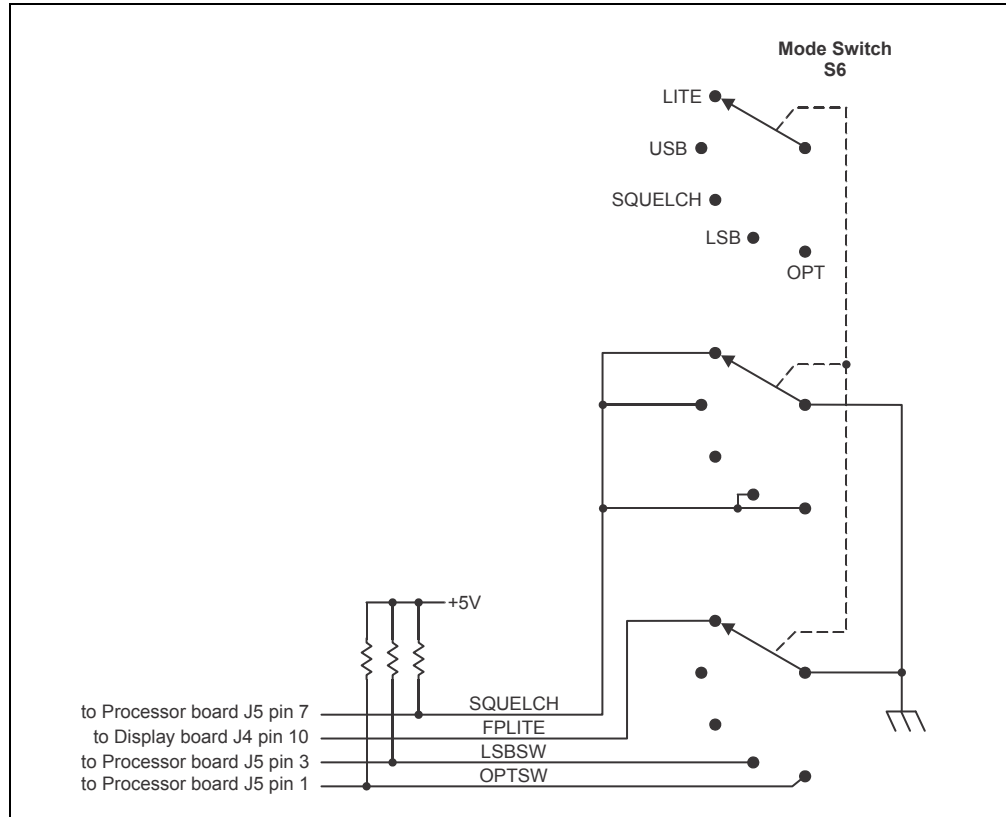 Mode Switch
S6
LITE
USB
SQUELCH
LSB
OPT
+5V
to Processor board J5 pin 7
SQUELCH
to Display board J4 pin 10
FPLITE
to Processor board J5 pin 3
LSBSW
to Processor board J5 pin 1
OPTSW